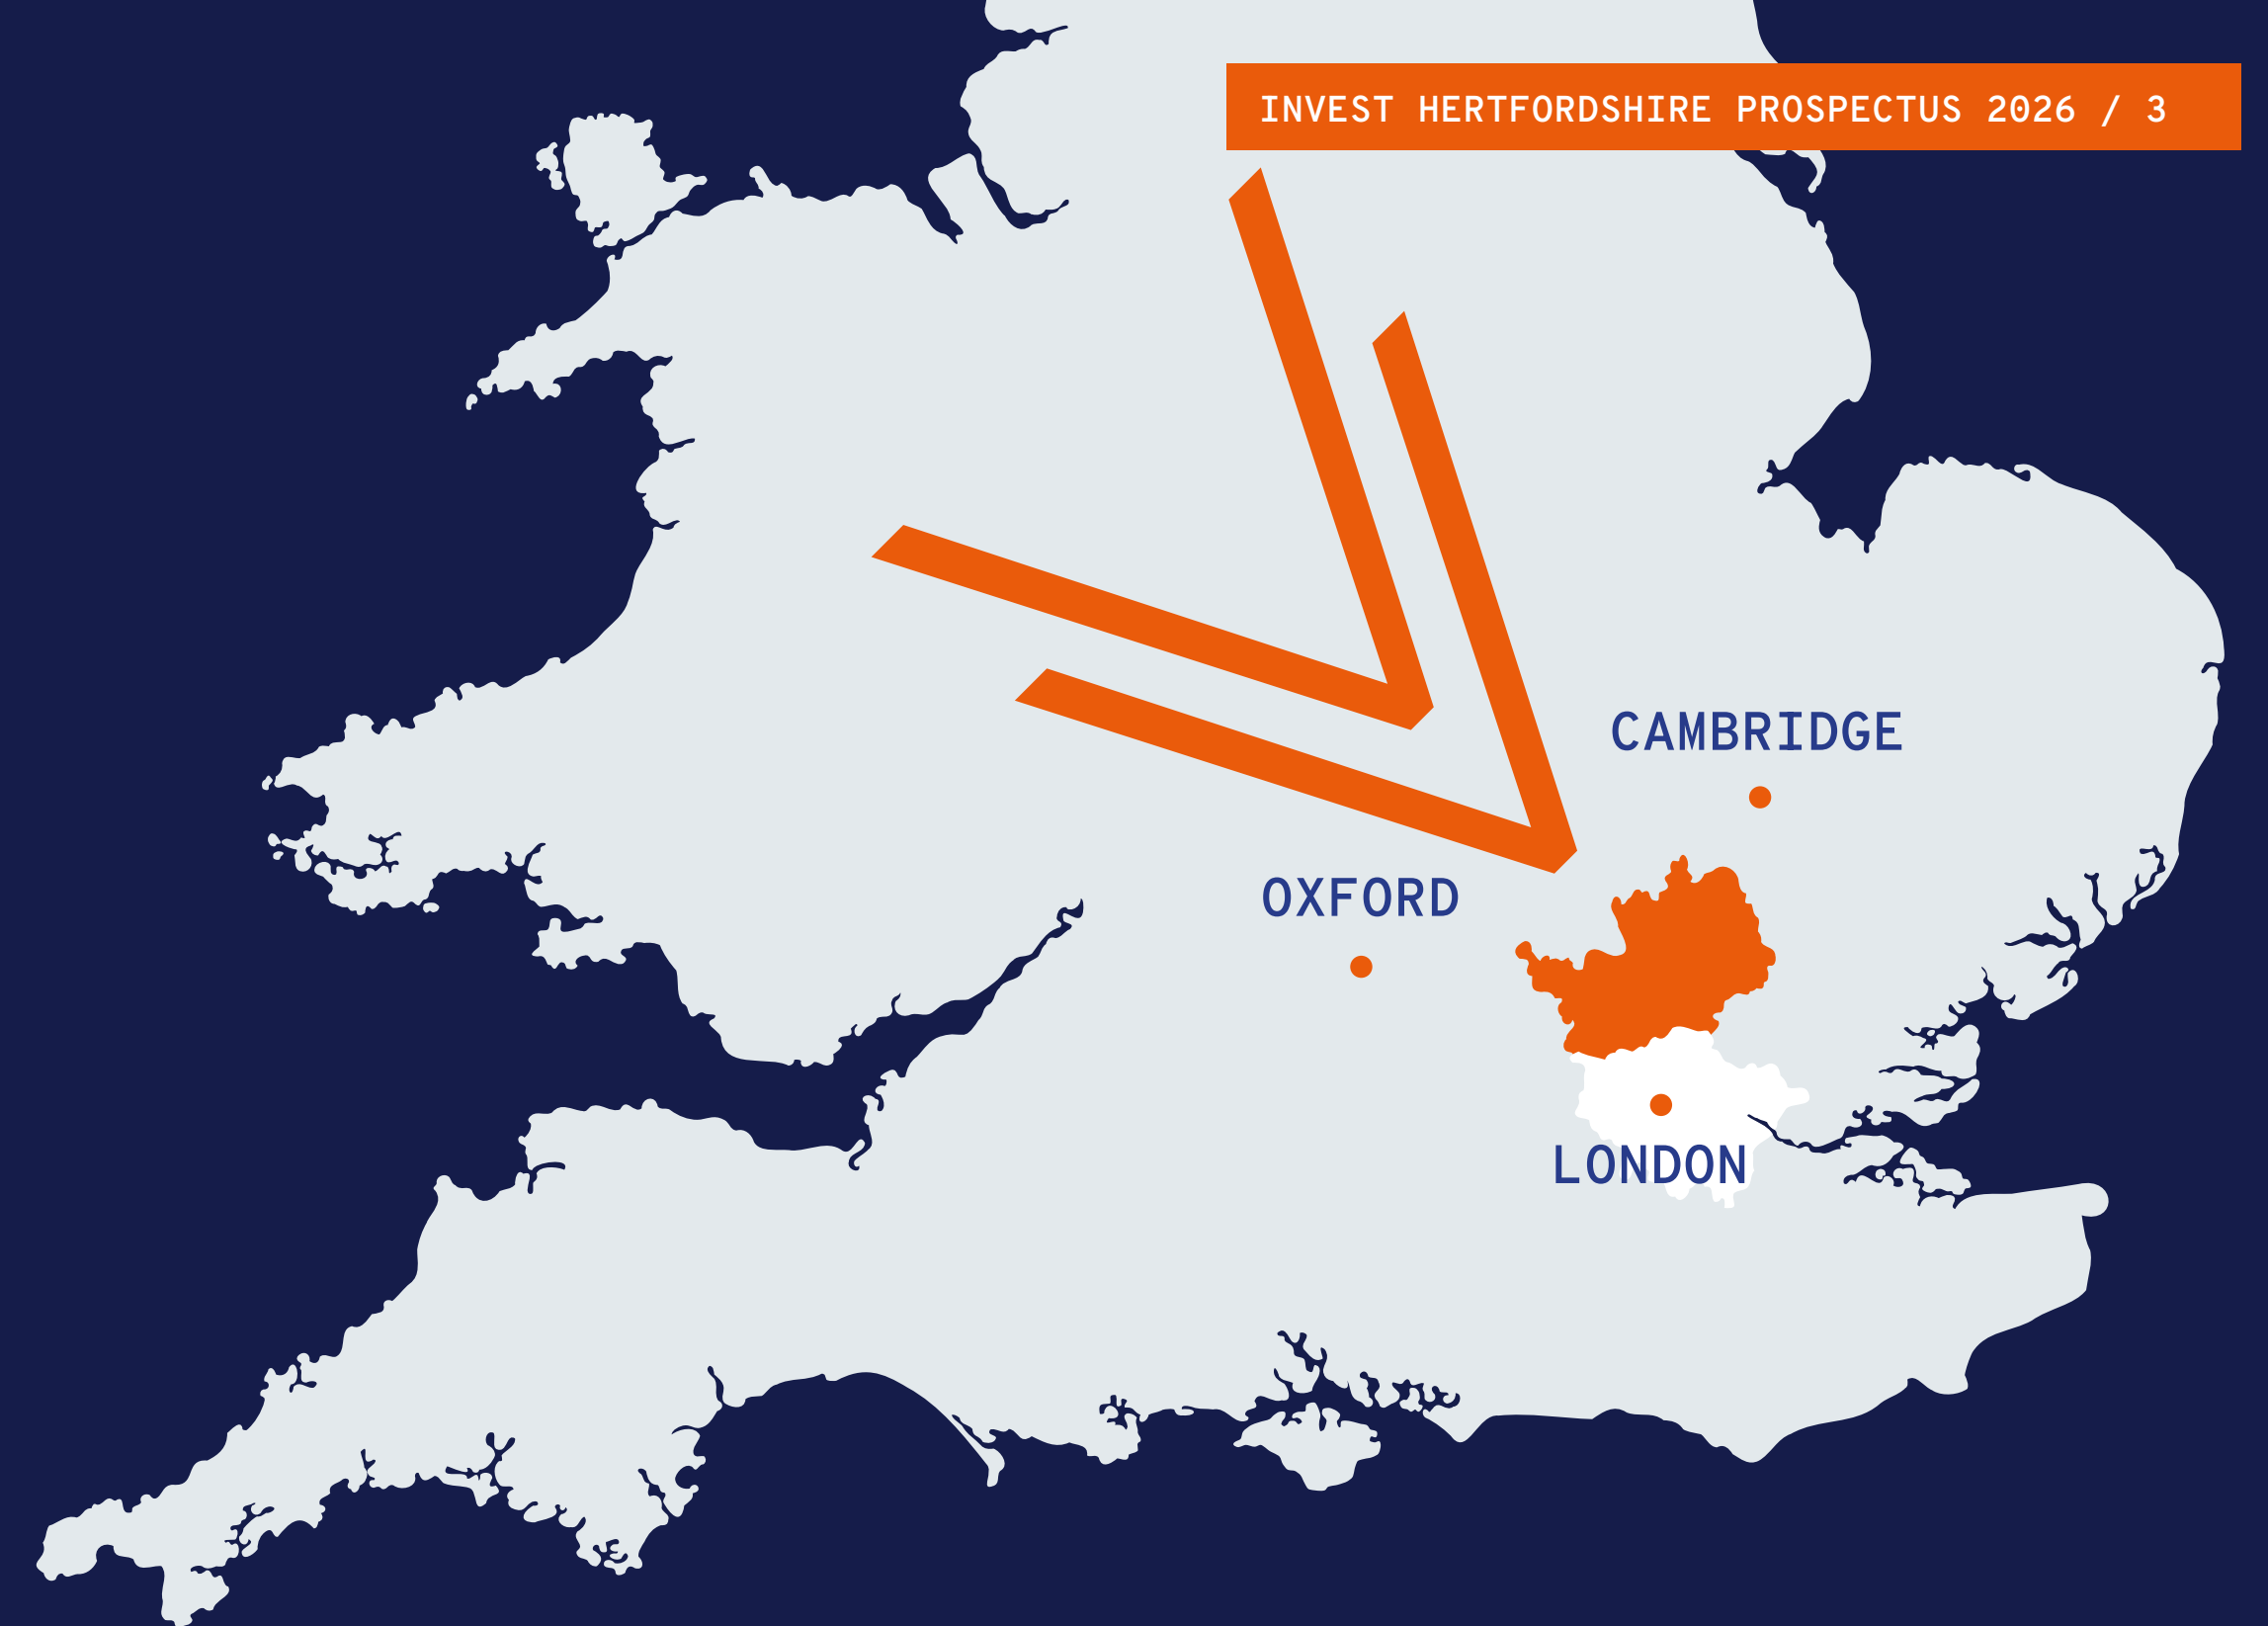 INVEST HERTFORDSHIRE PROSPECTUS 2026 / 3
CAMBRIDGE
OXFORD
LONDON